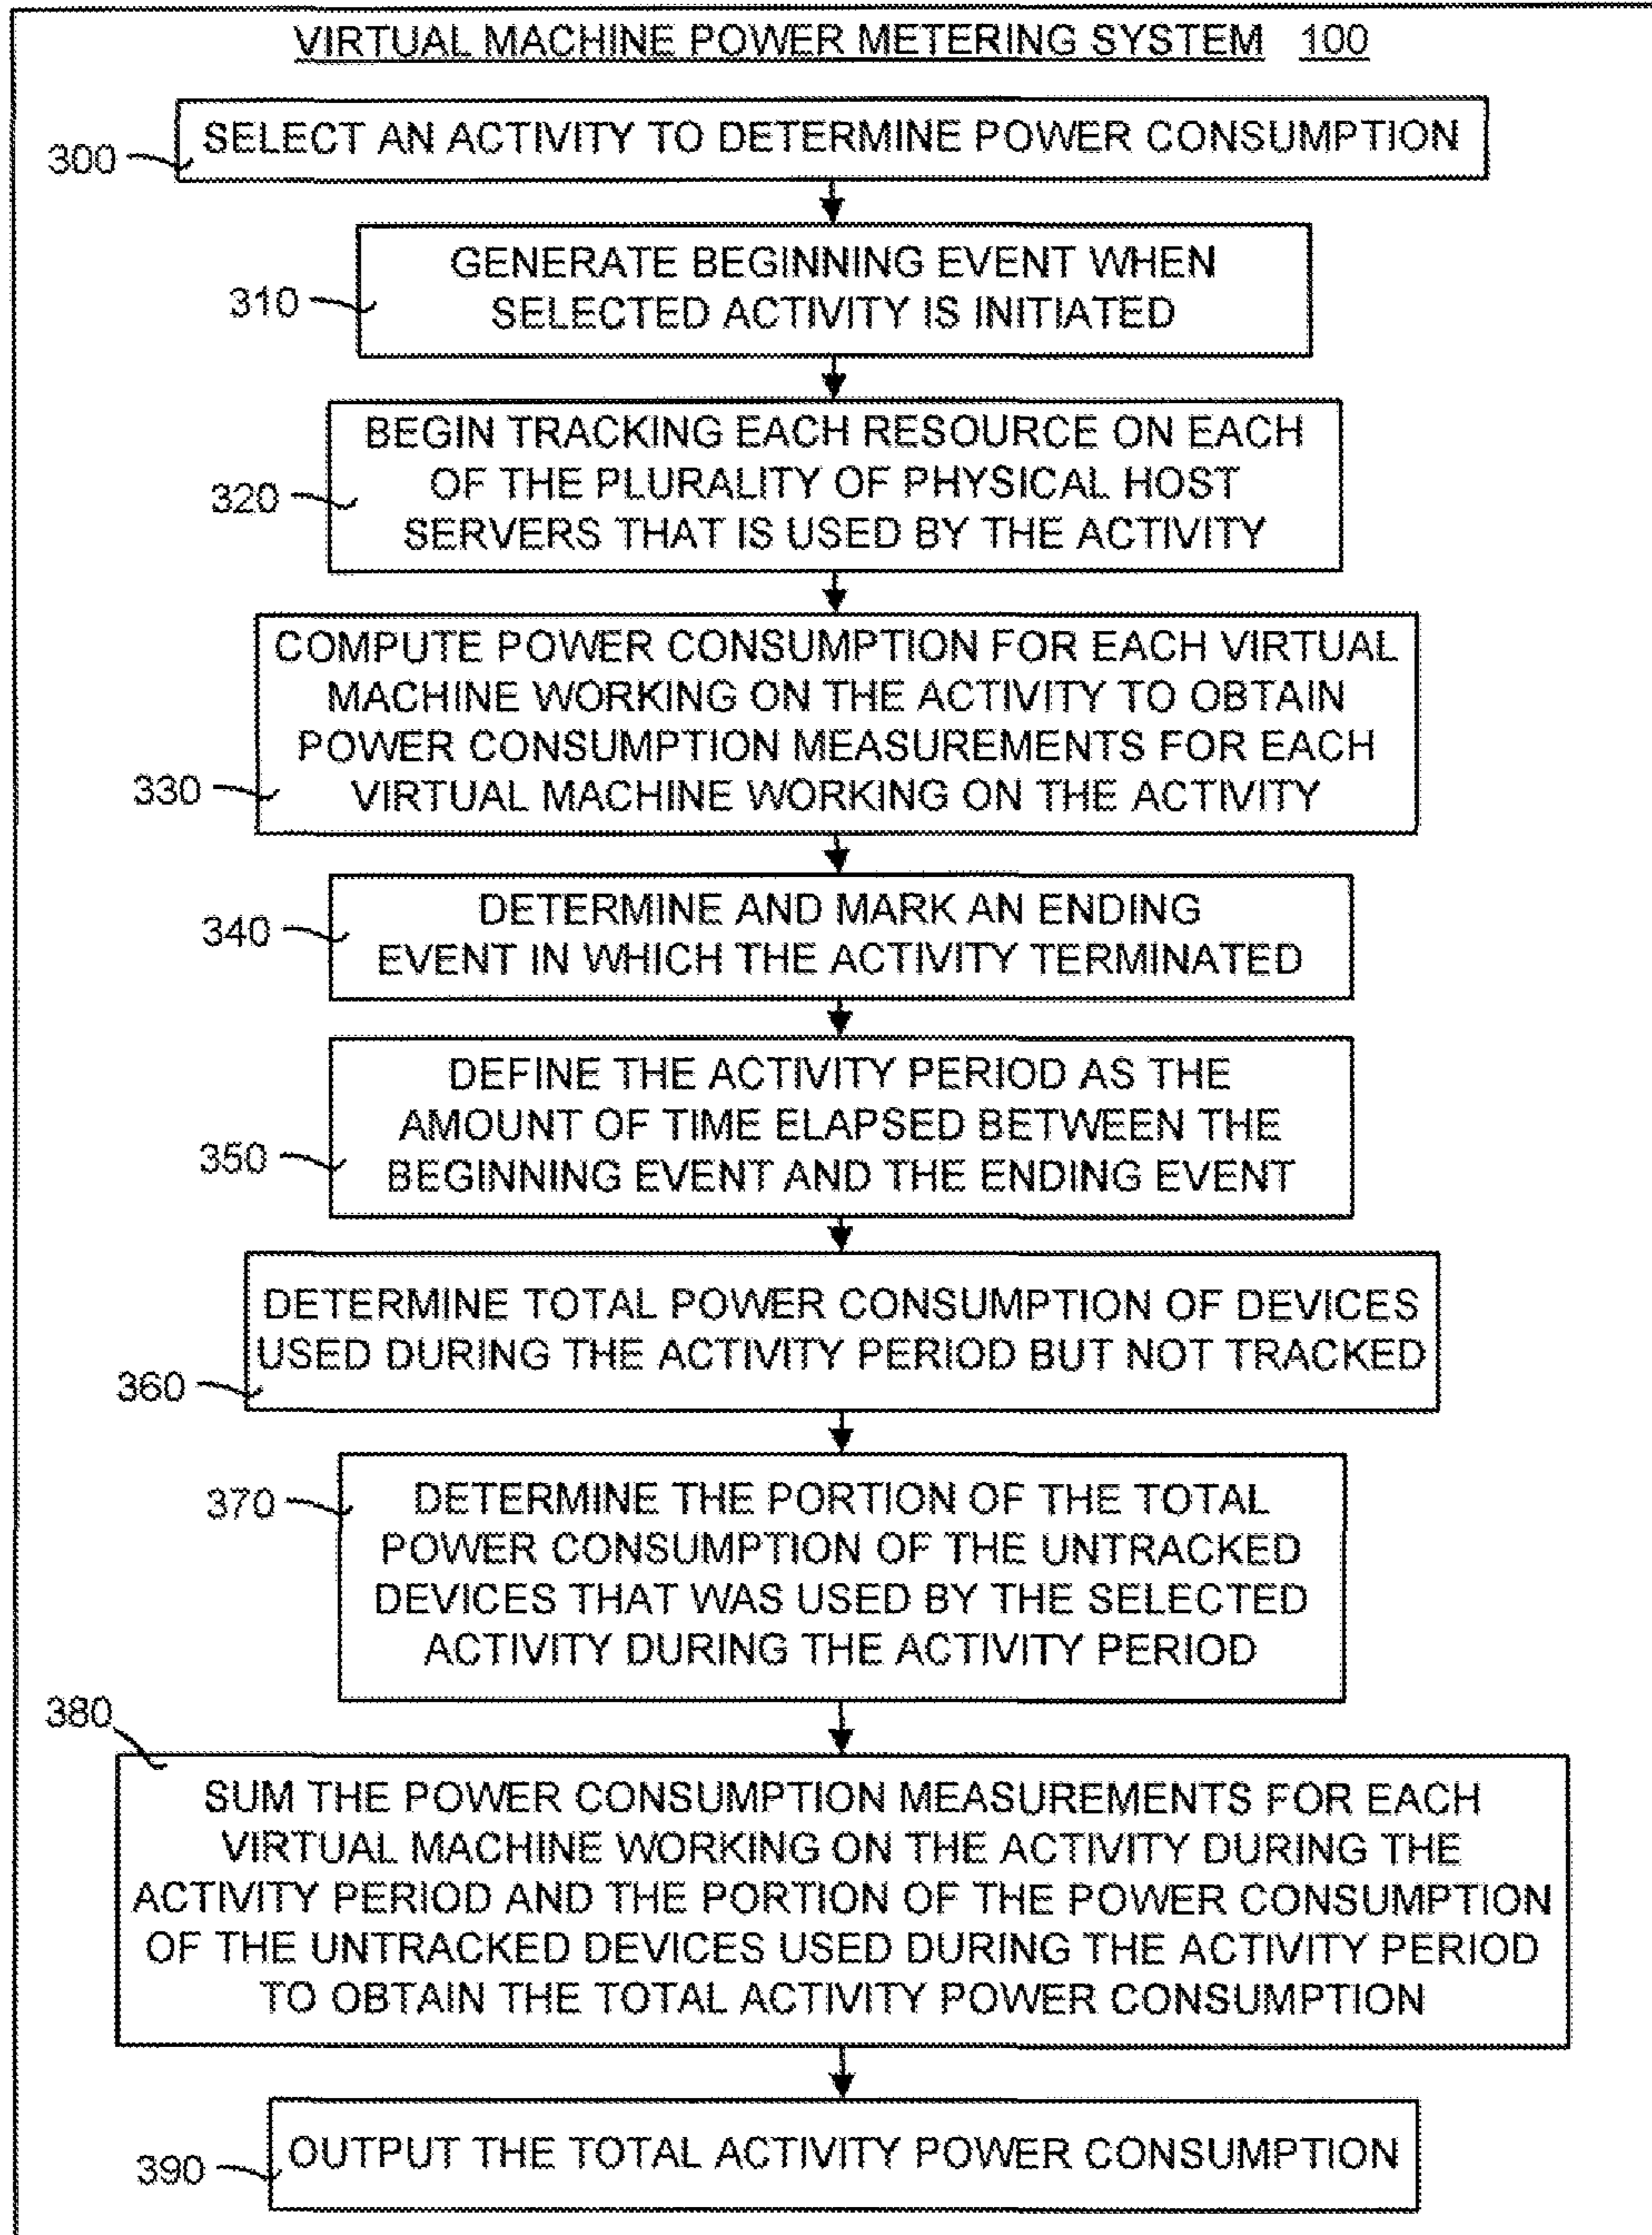 VIRTUAL MACHINE POWER METERING SYSTEM 100
300
SELECT AN ACTIVITY TO DETERMINE POWER CONSUMPTION
310
GENERATE BEGINNING EVENT WHEN
SELECTED ACTIVITY IS INITIATED
320
BEGIN TRACKING EACH RESOURCE ON EACH
OF THE PLURALITY OF PHYSICAL HOST
SERVERS THAT IS USED BY THE ACTIVITY
330
COMPUTE POWER CONSUMPTION FOR EACH VIRTUAL
MACHINE WORKING ON THE ACTIVITY TO OBTAIN
POWER CONSUMPTION MEASUREMENTS FOR EACH
VIRTUAL MACHINE WORKING ON THE ACTIVITY
340
DETERMINE AND MARK AN ENDING
EVENT IN WHICH THE ACTIVITY TERMINATED
350
DEFINE THE ACTIVITY PERIOD AS THE
AMOUNT OF TIME ELAPSED BETWEEN THE
BEGINNING EVENT AND THE ENDING EVENT
360
DETERMINE TOTAL POWER CONSUMPTION OF DEVICES
USED DURING THE ACTIVITY PERIOD BUT NOT TRACKED
370
DETERMINE THE PORTION OF THE TOTAL
POWER CONSUMPTION OF THE UNTRACKED
DEVICES THAT WAS USED BY THE SELECTED
ACTIVITY DURING THE ACTIVITY PERIOD
380
SUM THE POWER CONSUMPTION MEASUREMENTS FOR EACH
VIRTUAL MACHINE WORKING ON THE ACTIVITY DURING THE
ACTIVITY PERIOD AND THE PORTION OF THE POWER CONSUMPTION
OF THE UNTRACKED DEVICES USED DURING THE ACTIVITY PERIOD
TO OBTAIN THE TOTAL ACTIVITY POWER CONSUMPTION
390
OUTPUT THE TOTAL ACTIVITY POWER CONSUMPTION